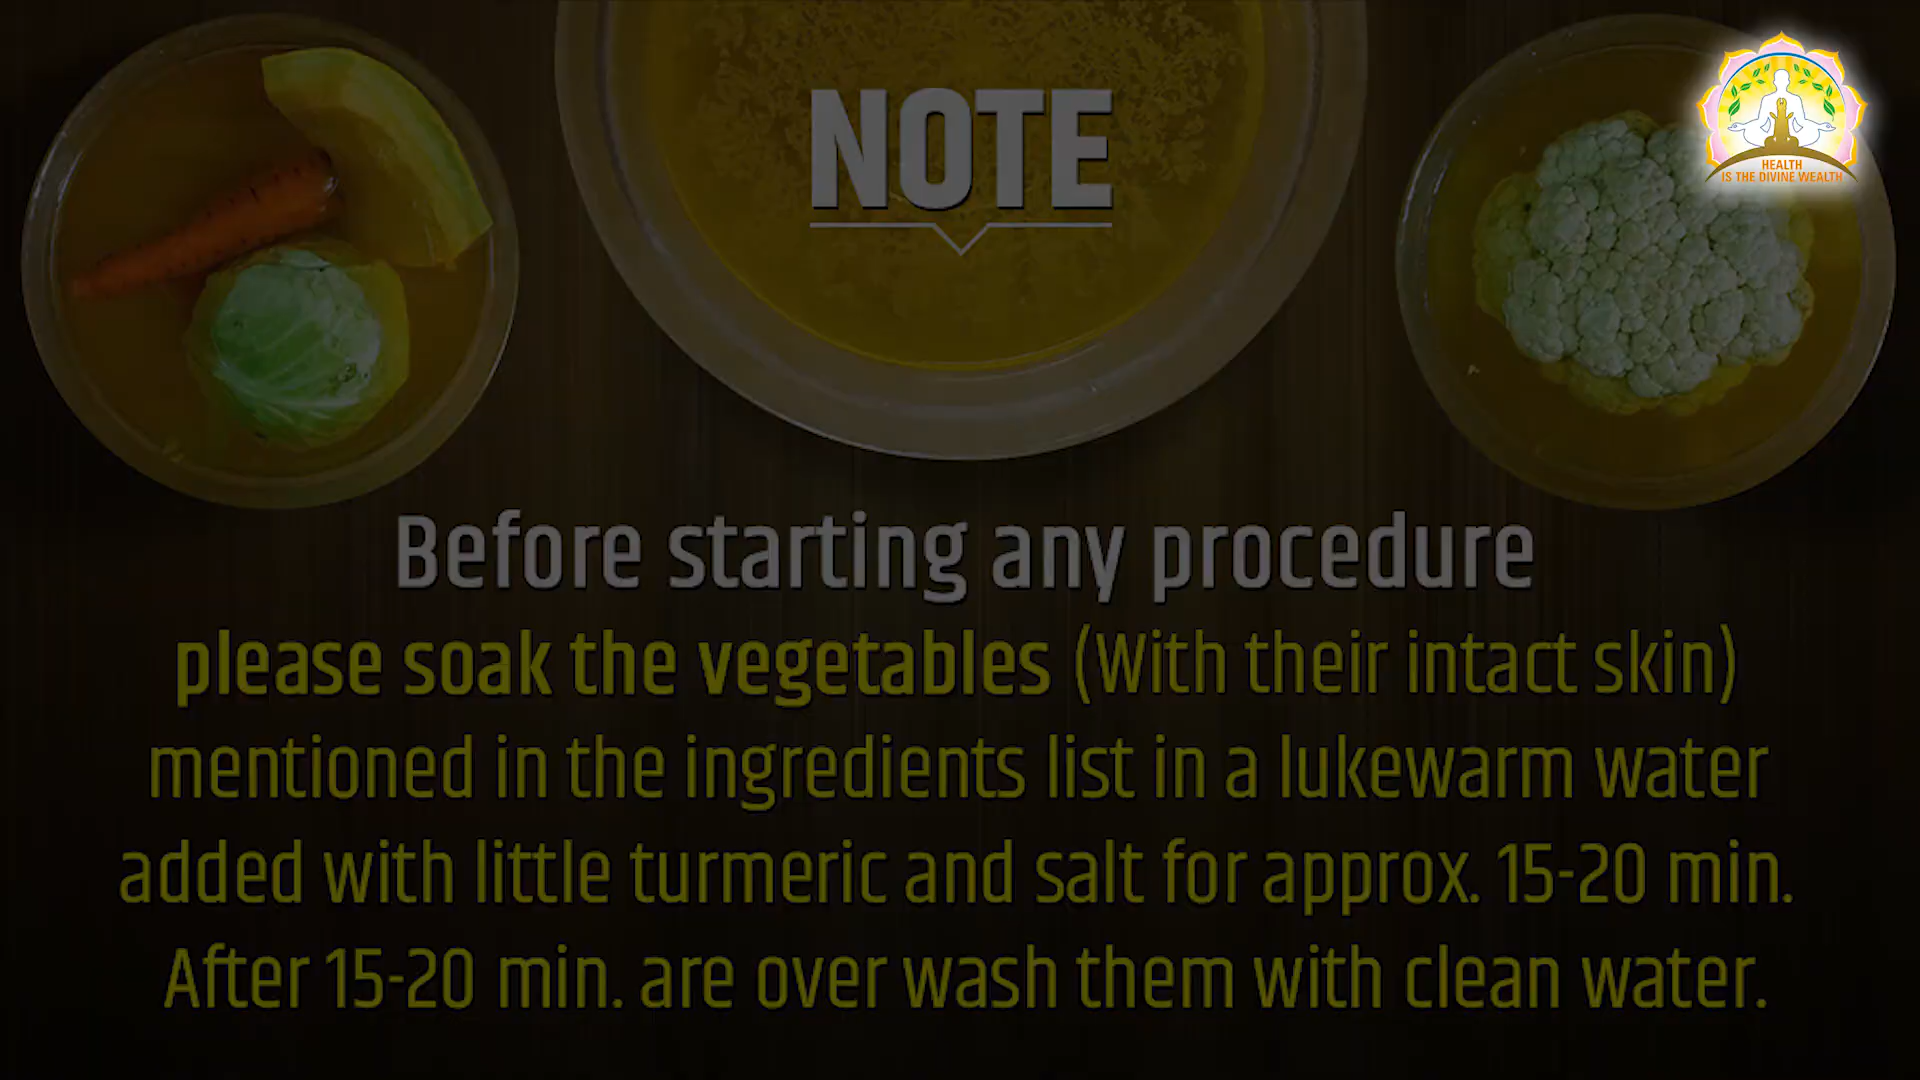 NOTE
HEALTH
IS THE DIVINE WEALTH
Before starting any procedure
please soak the vegetables (With their intact skin)
mentioned in the ingredients list in a lukewarm water
added with little turmeric and salt for approx. 15-20 min.
After 15-20 min. are over wash them with clean water.